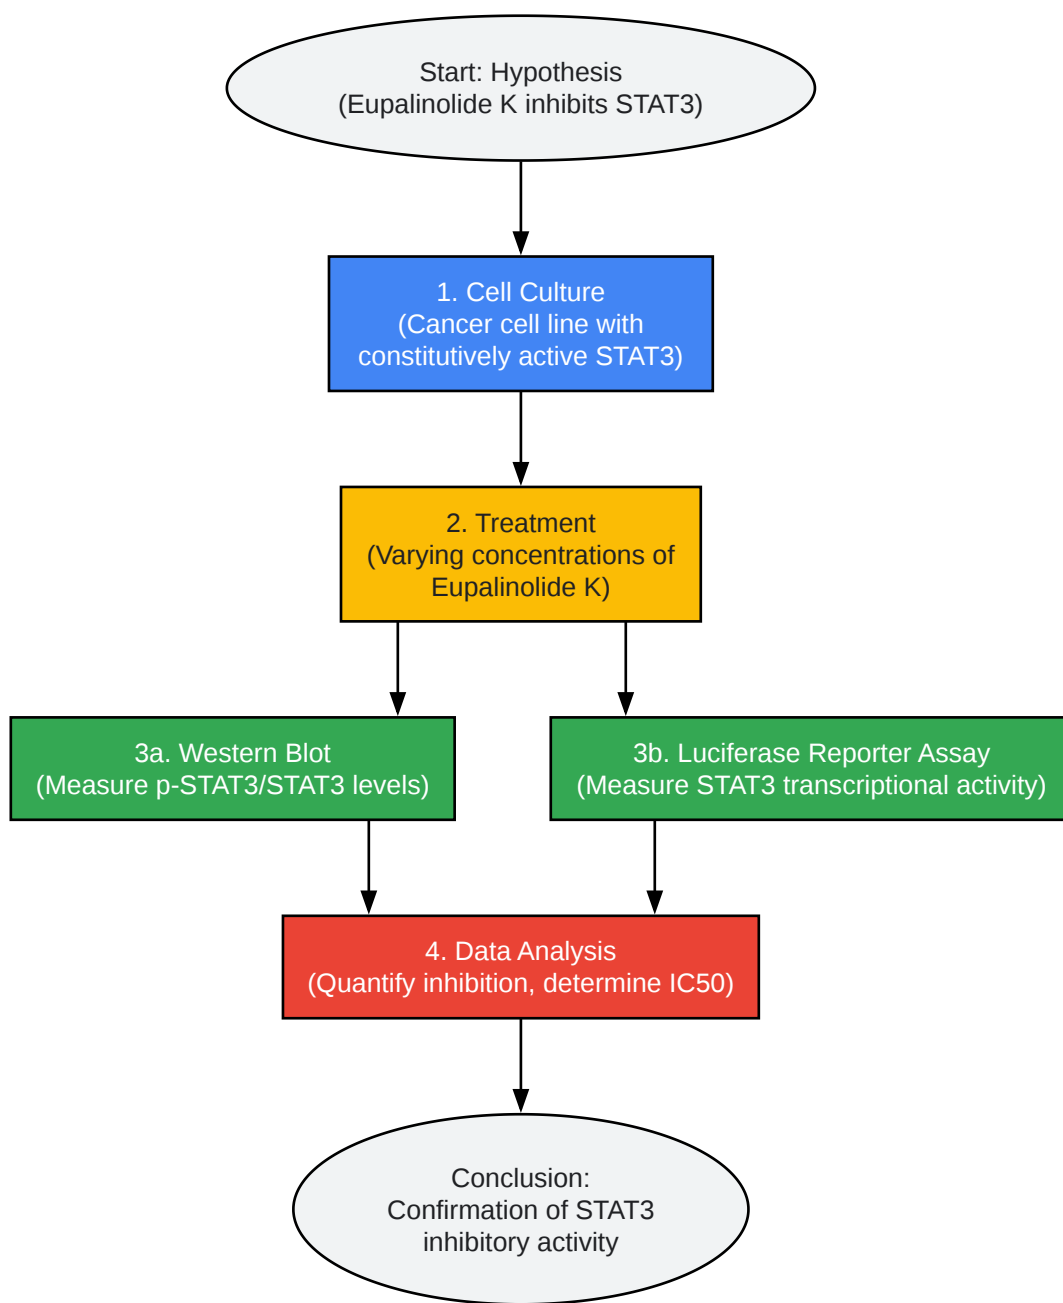 Start: Hypothesis
(Eupalinolide K inhibits STAT3)
1. Cell Culture
(Cancer cell line with
constitutively active STAT3)
2. Treatment
(Varying concentrations of
Eupalinolide K)
3a. Western Blot
(Measure p-STAT3/STAT3 levels)
3b. Luciferase Reporter Assay
(Measure STAT3 transcriptional activity)
4. Data Analysis
(Quantify inhibition, determine IC50)
Conclusion:
Confirmation of STAT3
inhibitory activity